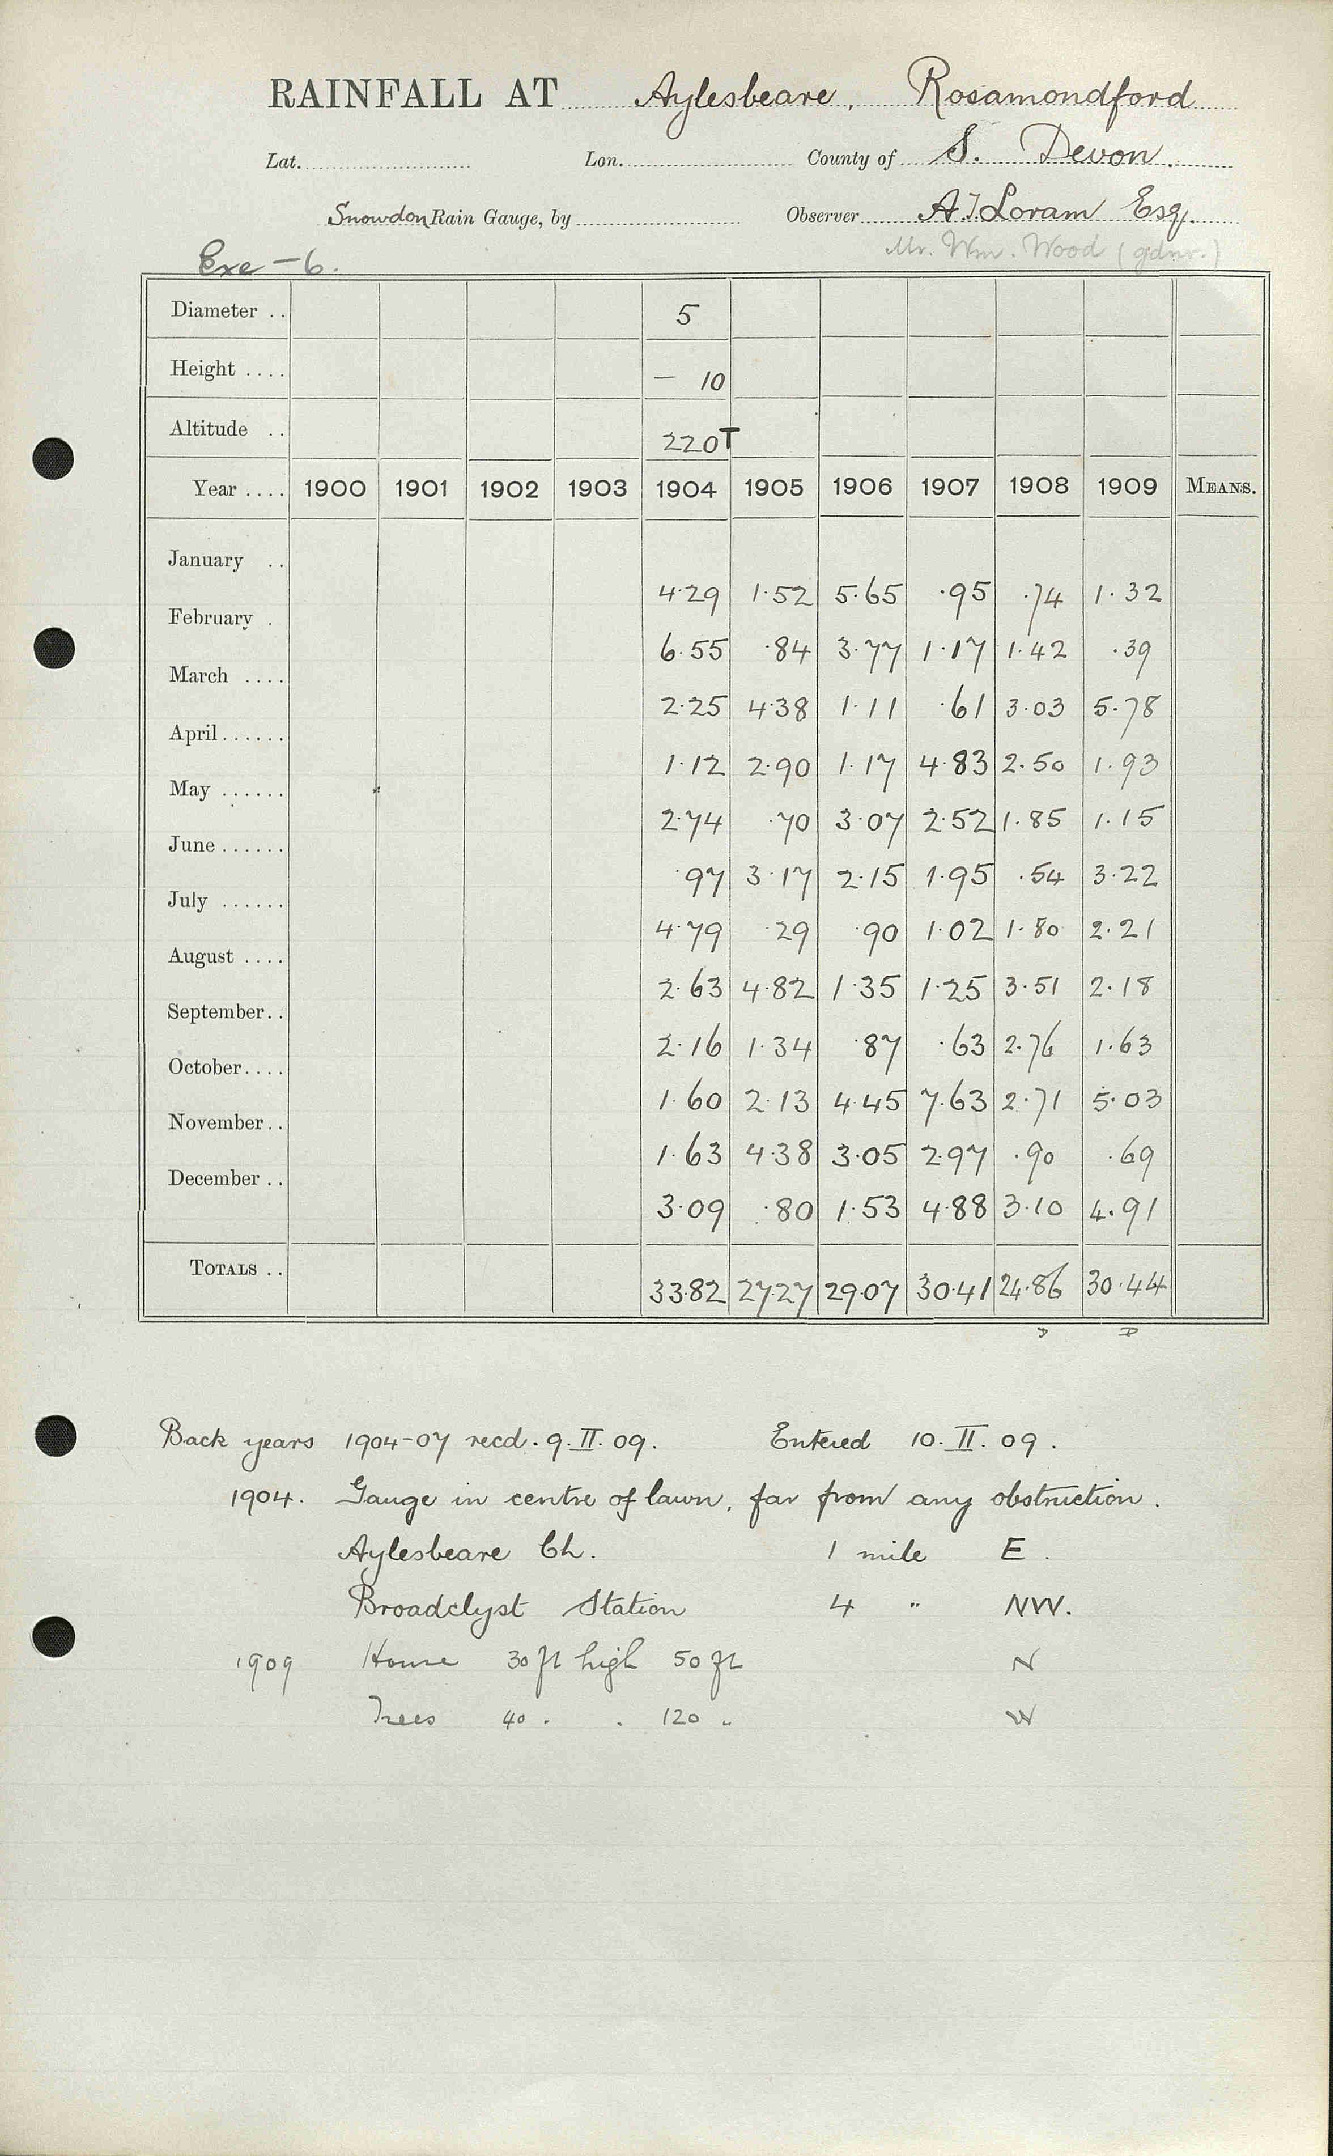 RAINFALL AT Aylesbeare, Rosamondford
Lat. Lon. County of S. Devon.
Snowdon Rain Gauge, by Observer A J Loram Esq.
Mr. Wm. Wood (gdnr.)
Exe - 6.
Diameter .. 5
Height .... - 10
Altitude .. 220T
Year .... 1900 1901 1902 1903 1904 1905 1906 1907 1908 1909 MEANS.
January .. 4·29 1·52 5·65 ·95 ·74 1·32
February . 6·55 ·84 3·77 1·17 1·42 ·39
March .... 2·25 4·38 1·11 ·61 3·03 5·78
April...... 1·12 2·90 1·17 4·83 2·50 1·93
May ...... 2·74 ·70 3·07 2·52 1·85 1·15
June...... ·97 3·17 2·15 1·95 ·54 3·22
July ...... 4·79 ·29 ·90 1·02 1·80 2·21
August .... 2·63 4·82 1·35 1·25 3·51 2·18
September.. 2·16 1·34 ·87 ·63 2·76 1·63
October.... 1·60 2·13 4·45 7·63 2·71 5·03
November.. 1·63 4·38 3·05 2·97 ·90 ·69
December .. 3·09 ·80 1·53 4·88 3·10 4·91
TOTALS .. 33·82 27·27 29·07 30·41 24·86 30·44
Back years 1904-07 recd. 9. II. 09. Entered 10. II. 09.
1904. Gauge in centre of lawn, far from any obstruction.
Aylesbeare Ch. 1 mile E.
Broadclyst Station 4 " NW.
1909 House 30 ft high 50 ft N
Trees 40 . . 120 " W